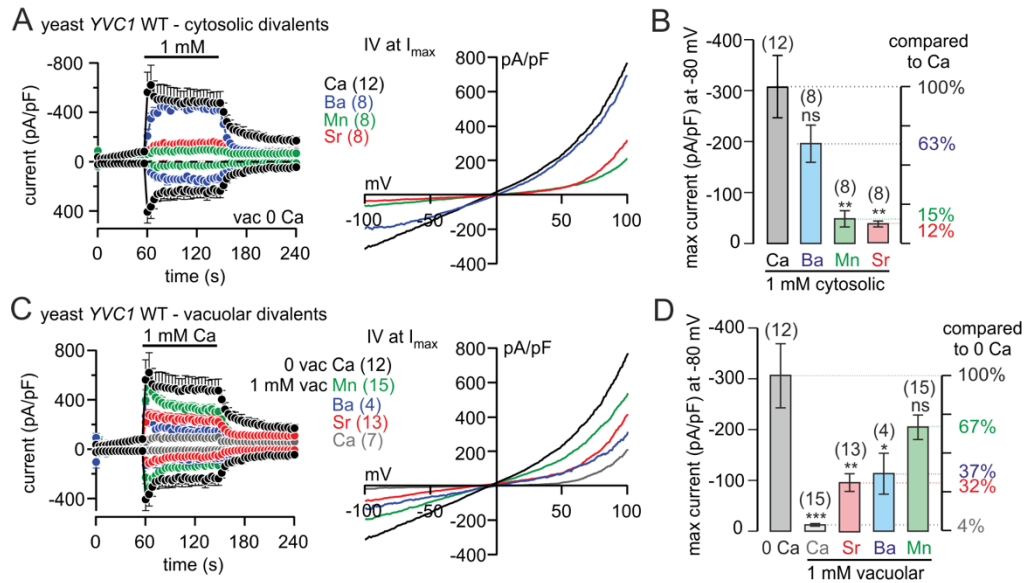 A yeast YVC1 WT - cytosolic divalents
1 mM
current (pA/pF)
-800
-400
0
400
vac 0 Ca
0 60 120 180 240
time (s)
IV at Imax
Ca (12)
Ba (8)
Mn (8)
Sr (8)
pA/pF
800
600
400
200
mV
-100 -50 0 50 100
-200
-400
B
max current (pA/pF) at -80 mV
-400
-300
-200
-100
0
(12)
(8)
ns
(8)
**
(8)
**
Ca Ba Mn Sr
1 mM cytosolic
compared
to Ca
100%
63%
15%
12%
C yeast YVC1 WT - vacuolar divalents
1 mM Ca
current (pA/pF)
800
400
0
-400
0 60 120 180 240
time (s)
IV at Imax
0 vac Ca (12)
1 mM vac Mn (15)
Ba (4)
Sr (13)
Ca (7)
pA/pF
800
600
400
200
mV
-100 -50 0 50 100
-200
-400
D
max current (pA/pF) at -80 mV
-400
-300
-200
-100
0
(12)
(15)
***
(13)
**
(4)
*
(15)
ns
0 Ca Ca Sr Ba Mn
1 mM vacuolar
compared
to 0 Ca
100%
67%
37%
32%
4%